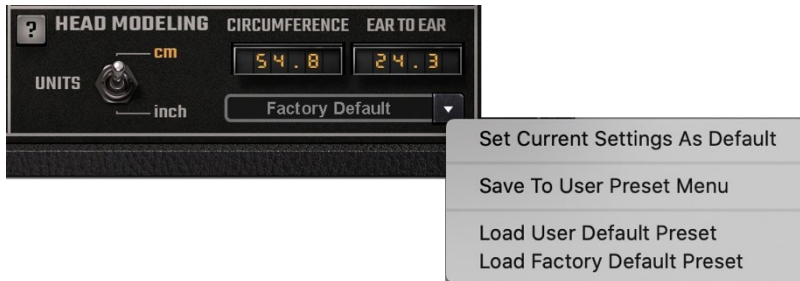 ? HEAD MODELING CIRCUMFERENCE EAR TO EAR
cm
54.8 24.3
UNITS
inch
Factory Default
Set Current Settings As Default
Save To User Preset Menu
Load User Default Preset
Load Factory Default Preset